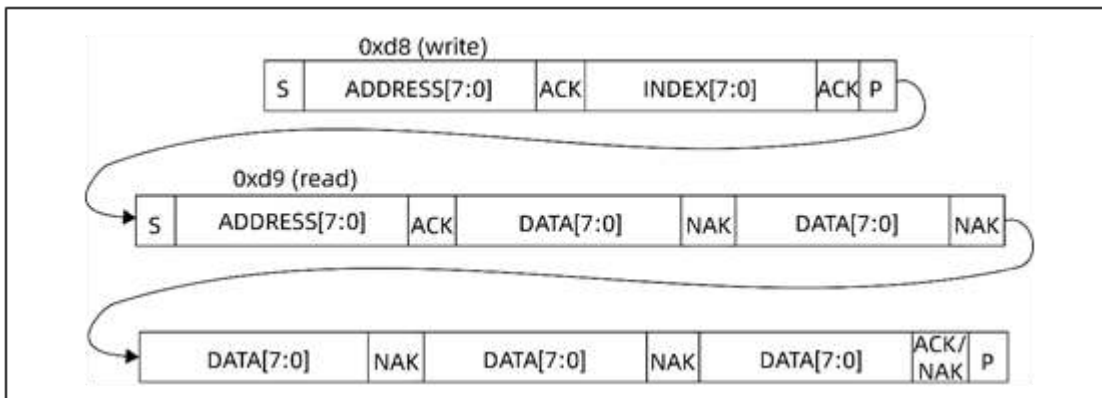 0xd8 (write)
S ADDRESS[7:0] ACK INDEX[7:0] ACK P
0xd9 (read)
S ADDRESS[7:0] ACK DATA[7:0] NAK DATA[7:0] NAK
DATA[7:0] NAK DATA[7:0] NAK DATA[7:0] ACK/ NAK P